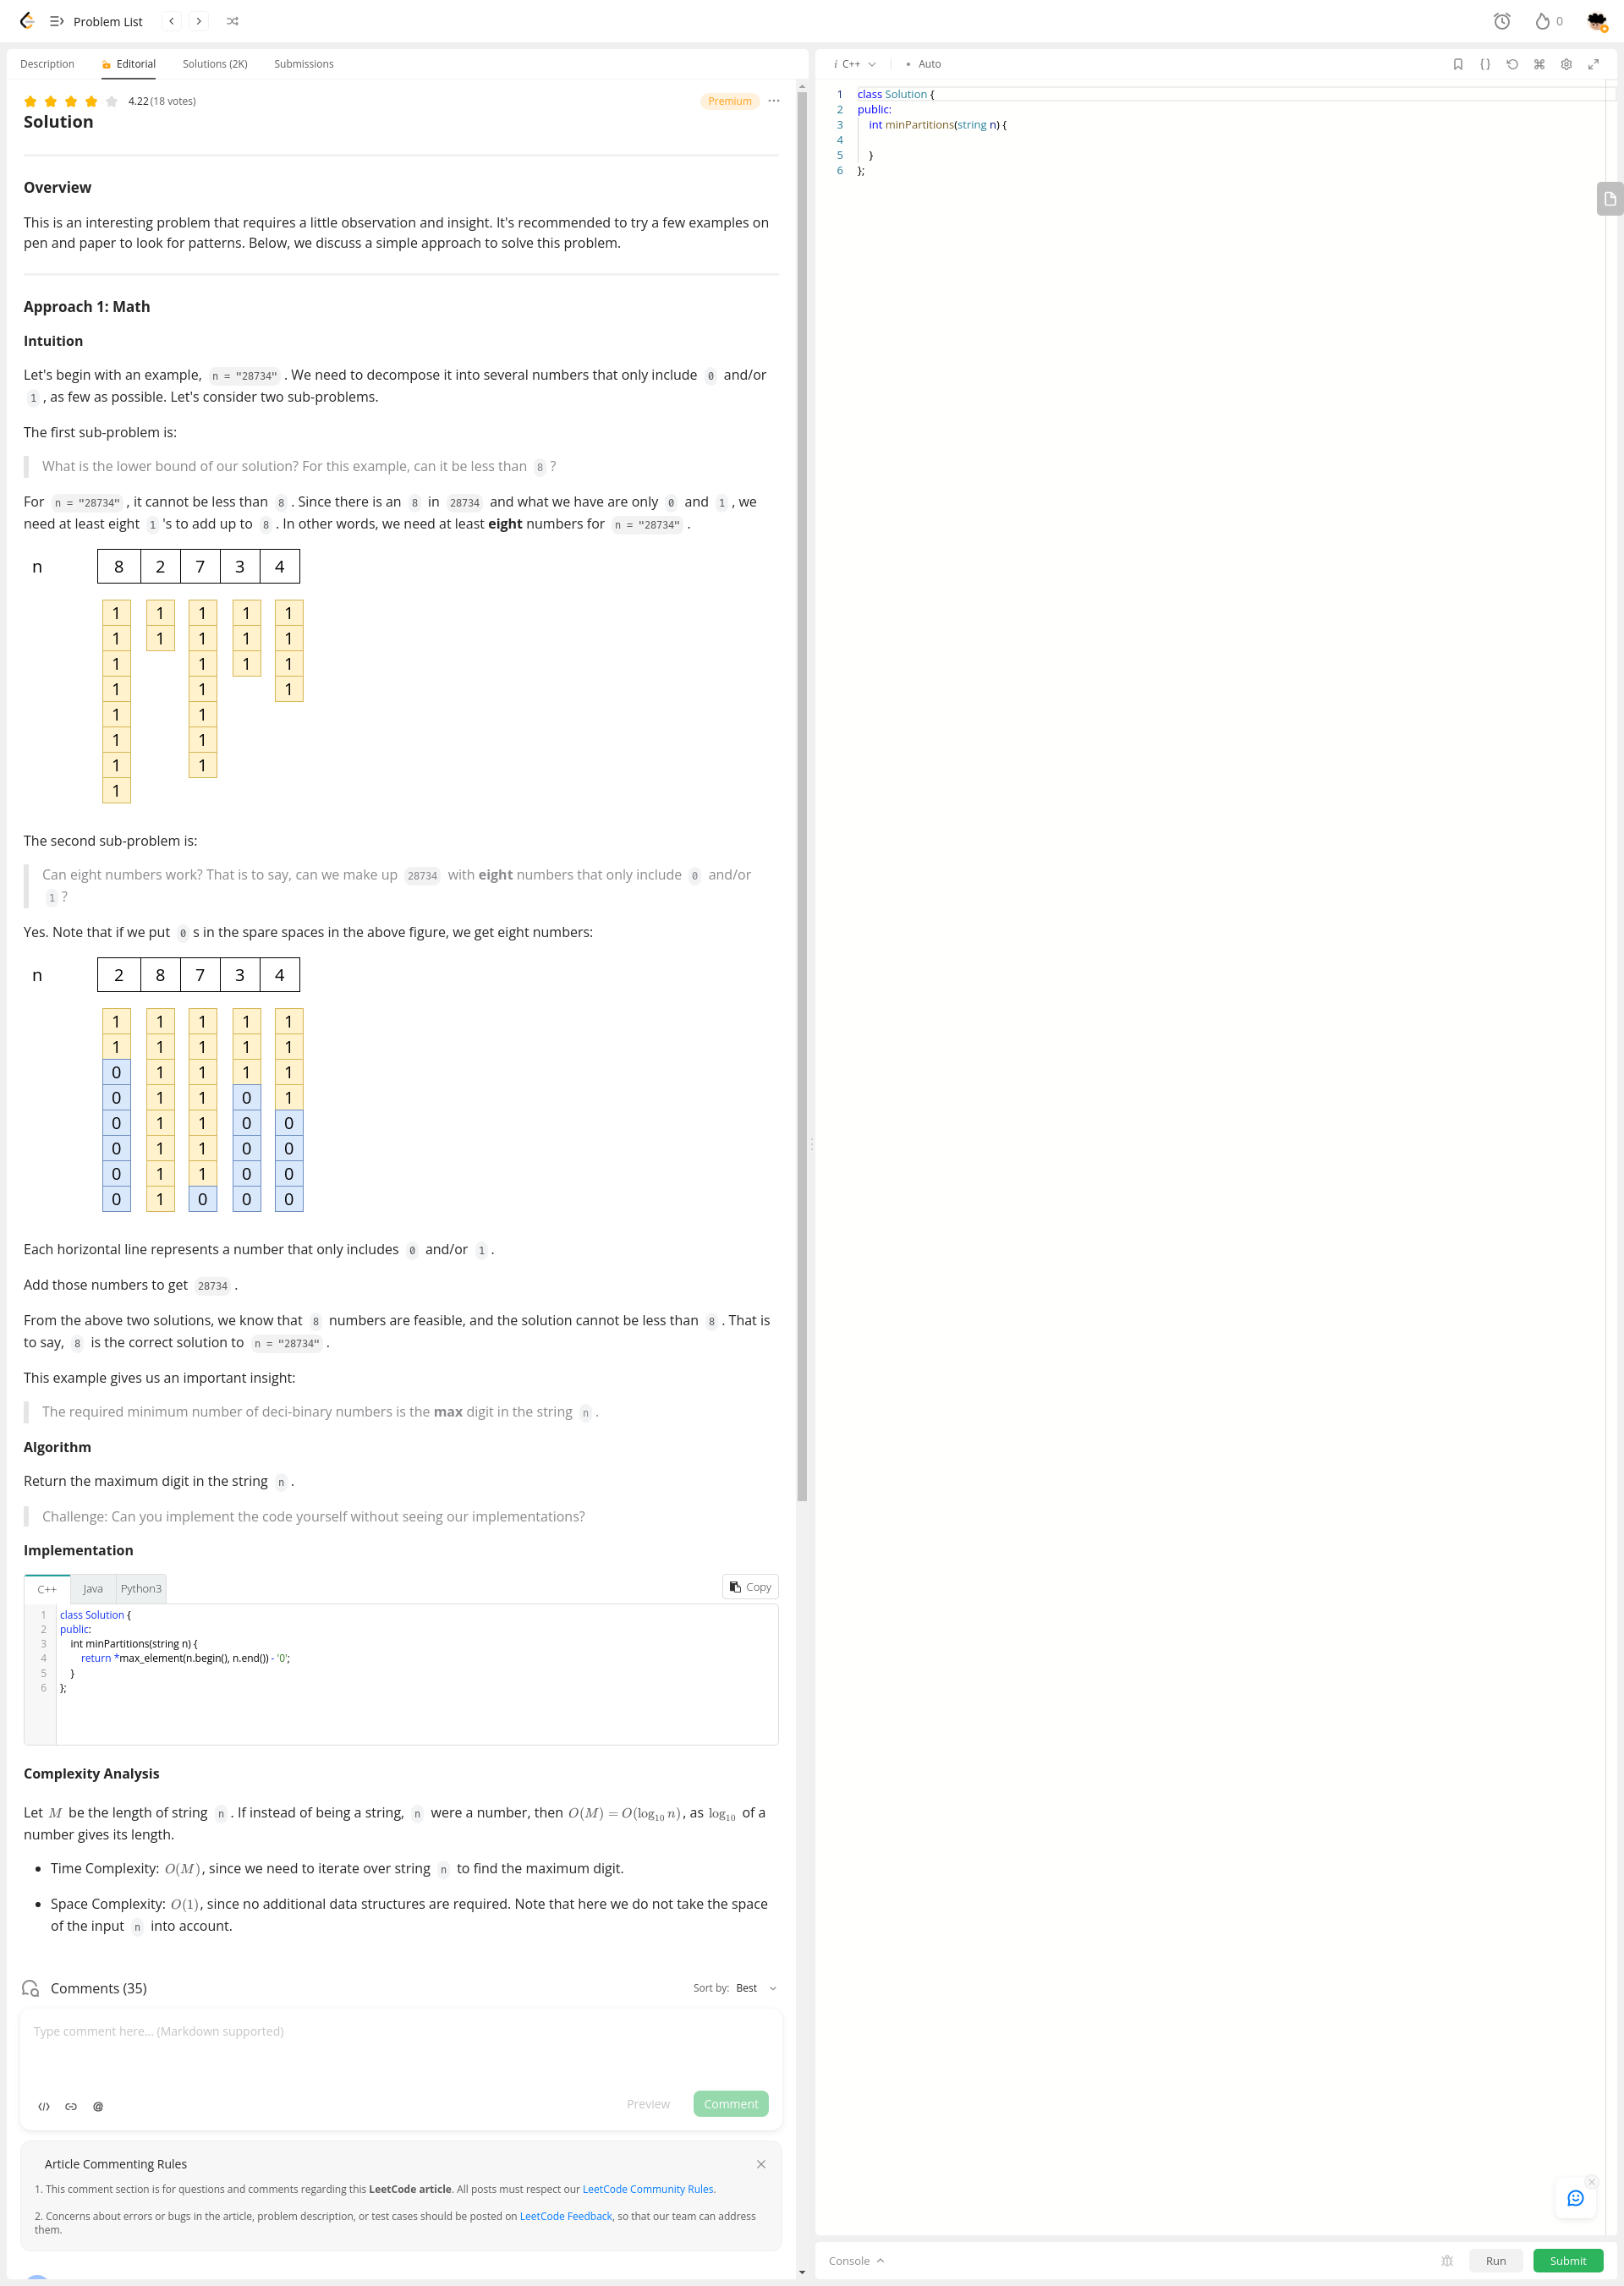 Problem List
0
Description
Editorial
Solutions (2K)
Submissions
4.22 (18 votes)
Premium
Solution
Overview
This is an interesting problem that requires a little observation and insight. It's recommended to try a few examples on
pen and paper to look for patterns. Below, we discuss a simple approach to solve this problem.
Approach 1: Math
Intuition
Let's begin with an example, n = "28734" . We need to decompose it into several numbers that only include 0 and/or
1 , as few as possible. Let's consider two sub-problems.
The first sub-problem is:
What is the lower bound of our solution? For this example, can it be less than 8 ?
For n = "28734" , it cannot be less than 8 . Since there is an 8 in 28734 and what we have are only 0 and 1 , we
need at least eight 1 's to add up to 8 . In other words, we need at least eight numbers for n = "28734" .
n 8 2 7 3 4
1 1 1 1 1
1 1 1 1 1
1 1 1 1
1 1 1
1 1
1 1
1 1
1
The second sub-problem is:
Can eight numbers work? That is to say, can we make up 28734 with eight numbers that only include 0 and/or
1 ?
Yes. Note that if we put 0 s in the spare spaces in the above figure, we get eight numbers:
n 2 8 7 3 4
1 1 1 1 1
1 1 1 1 1
0 1 1 1 1
0 1 1 0 1
0 1 1 0 0
0 1 1 0 0
0 1 1 0 0
0 1 0 0 0
Each horizontal line represents a number that only includes 0 and/or 1 .
Add those numbers to get 28734 .
From the above two solutions, we know that 8 numbers are feasible, and the solution cannot be less than 8 . That is
to say, 8 is the correct solution to n = "28734" .
This example gives us an important insight:
The required minimum number of deci-binary numbers is the max digit in the string n .
Algorithm
Return the maximum digit in the string n .
Challenge: Can you implement the code yourself without seeing our implementations?
Implementation
C++
Java
Python3
Copy
1 class Solution {
2 public:
3 int minPartitions(string n) {
4 return *max_element(n.begin(), n.end()) - '0';
5 }
6 };
Complexity Analysis
Let M be the length of string n . If instead of being a string, n were a number, then O(M) = O(log₁₀ n), as log₁₀ of a
number gives its length.
• Time Complexity: O(M), since we need to iterate over string n to find the maximum digit.
• Space Complexity: O(1), since no additional data structures are required. Note that here we do not take the space
of the input n into account.
Comments (35)
Sort by: Best
Type comment here... (Markdown supported)
Preview
Comment
Article Commenting Rules
1. This comment section is for questions and comments regarding this LeetCode article. All posts must respect our LeetCode Community Rules.
2. Concerns about errors or bugs in the article, problem description, or test cases should be posted on LeetCode Feedback, so that our team can address
them.
i C++
• Auto
1 class Solution {
2 public:
3 int minPartitions(string n) {
4
5 }
6 };
Console
Run
Submit